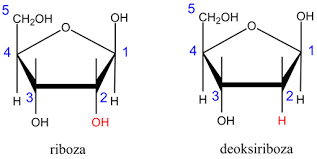 5 CH₂OH OH 5 CH₂OH OH
O O
4 1 4 1
H 3 2 H H 3 2 H
OH OH OH H
riboza deoksiriboza